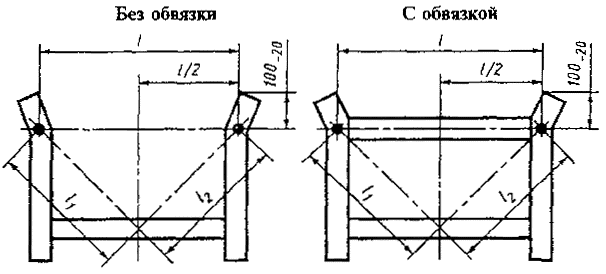 Без обвязки
С обвязкой
l
l/2
100₋₂₀
l₁
l₂
l
l/2
100₋₂₀
l₁
l₂